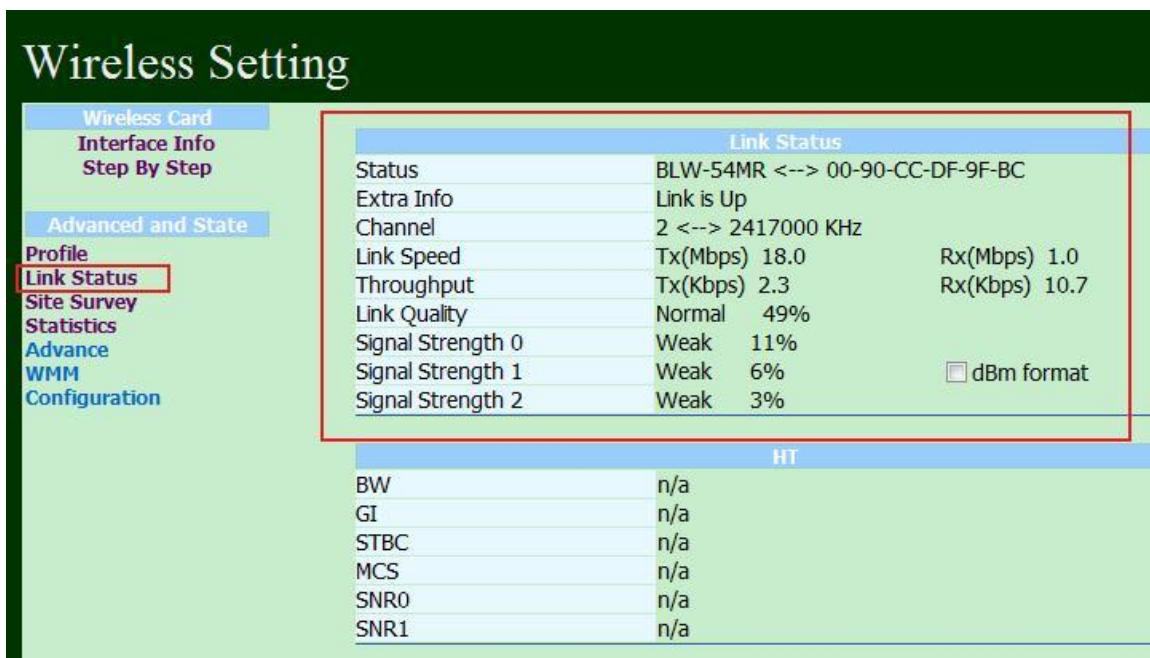 Wireless Setting
Wireless Card
Interface Info
Step By Step
Advanced and State
Profile
Link Status
Site Survey
Statistics
Advance
WMM
Configuration
Link Status
Status BLW-54MR <--> 00-90-CC-DF-9F-BC
Extra Info Link is Up
Channel 2 <--> 2417000 KHz
Link Speed Tx(Mbps) 18.0 Rx(Mbps) 1.0
Throughput Tx(Kbps) 2.3 Rx(Kbps) 10.7
Link Quality Normal 49%
Signal Strength 0 Weak 11%
Signal Strength 1 Weak 6% dBm format
Signal Strength 2 Weak 3%
HT
BW n/a
GI n/a
STBC n/a
MCS n/a
SNR0 n/a
SNR1 n/a